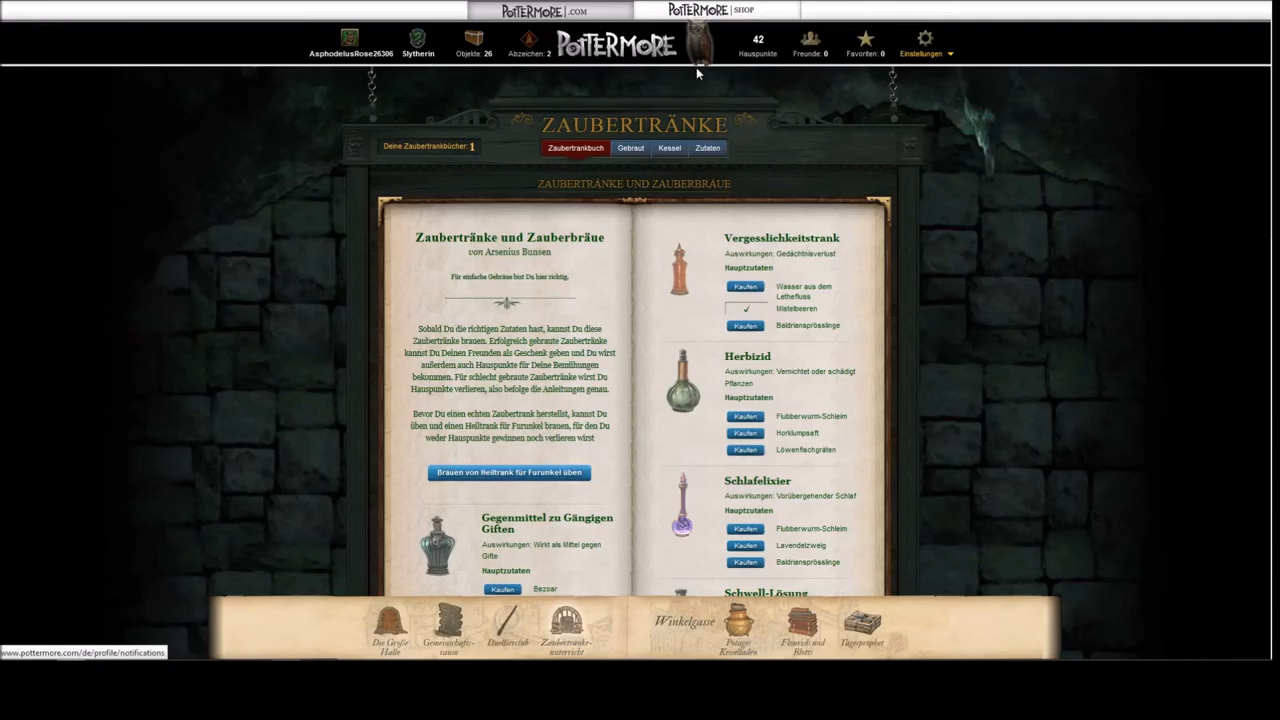 POTTERMORE .COM
POTTERMORE SHOP
AsphodelusRose26306
Slytherin
Objekte: 26
Abzeichen: 2
POTTERMORE
42
Hauspunkte
Freunde: 0
Favoriten: 0
Einstellungen
ZAUBERTRÄNKE
Deine Zaubertrankbücher: 1
Zaubertrankbuch
Gebraut
Kessel
Zutaten
ZAUBERTRÄNKE UND ZAUBERBRÄUE
Zaubertränke und Zauberbräue
von Arsenius Bunsen
Für einfache Gebräue bist Du hier richtig.
Sobald Du die richtigen Zutaten hast, kannst Du diese
Zaubertränke brauen. Erfolgreich gebraute Zaubertränke
kannst Du Deinen Freunden als Geschenk geben und Du wirst
außerdem auch Hauspunkte für Deine Bemühungen
bekommen. Für schlecht gebraute Zaubertränke wirst Du
Hauspunkte verlieren, also befolge die Anleitungen genau.
Bevor Du einen echten Zaubertrank herstellst, kannst Du
üben und einen Heiltrank für Furunkel brauen, für den Du
weder Hauspunkte gewinnen noch verlieren wirst
Brauen von Heiltrank für Furunkel üben
Gegenmittel zu Gängigen
Giften
Auswirkungen: Wirkt als Mittel gegen
Gifte
Hauptzutaten
Kaufen Bezoar
Vergesslichkeitstrank
Auswirkungen: Gedächtnisverlust
Hauptzutaten
Kaufen Wasser aus dem
Lethefluss
Mistelbeeren
Kaufen Baldriansprösslinge
Herbizid
Auswirkungen: Vernichtet oder schädigt
Pflanzen
Hauptzutaten
Kaufen Flubberwurm-Schleim
Kaufen Horklumpsaft
Kaufen Löwenfischgräten
Schlafelixier
Auswirkungen: Vorübergehender Schlaf
Hauptzutaten
Kaufen Flubberwurm-Schleim
Kaufen Lavendelzweig
Kaufen Baldriansprösslinge
Schwell-Lösung
Die Große
Halle
Gemeinschafts-
raum
Duellierclub
Zaubertränke-
unterricht
Winkelgasse
Potages
Kesselladen
Flourish und
Blotts
Tagesprophet
www.pottermore.com/de/profile/notifications